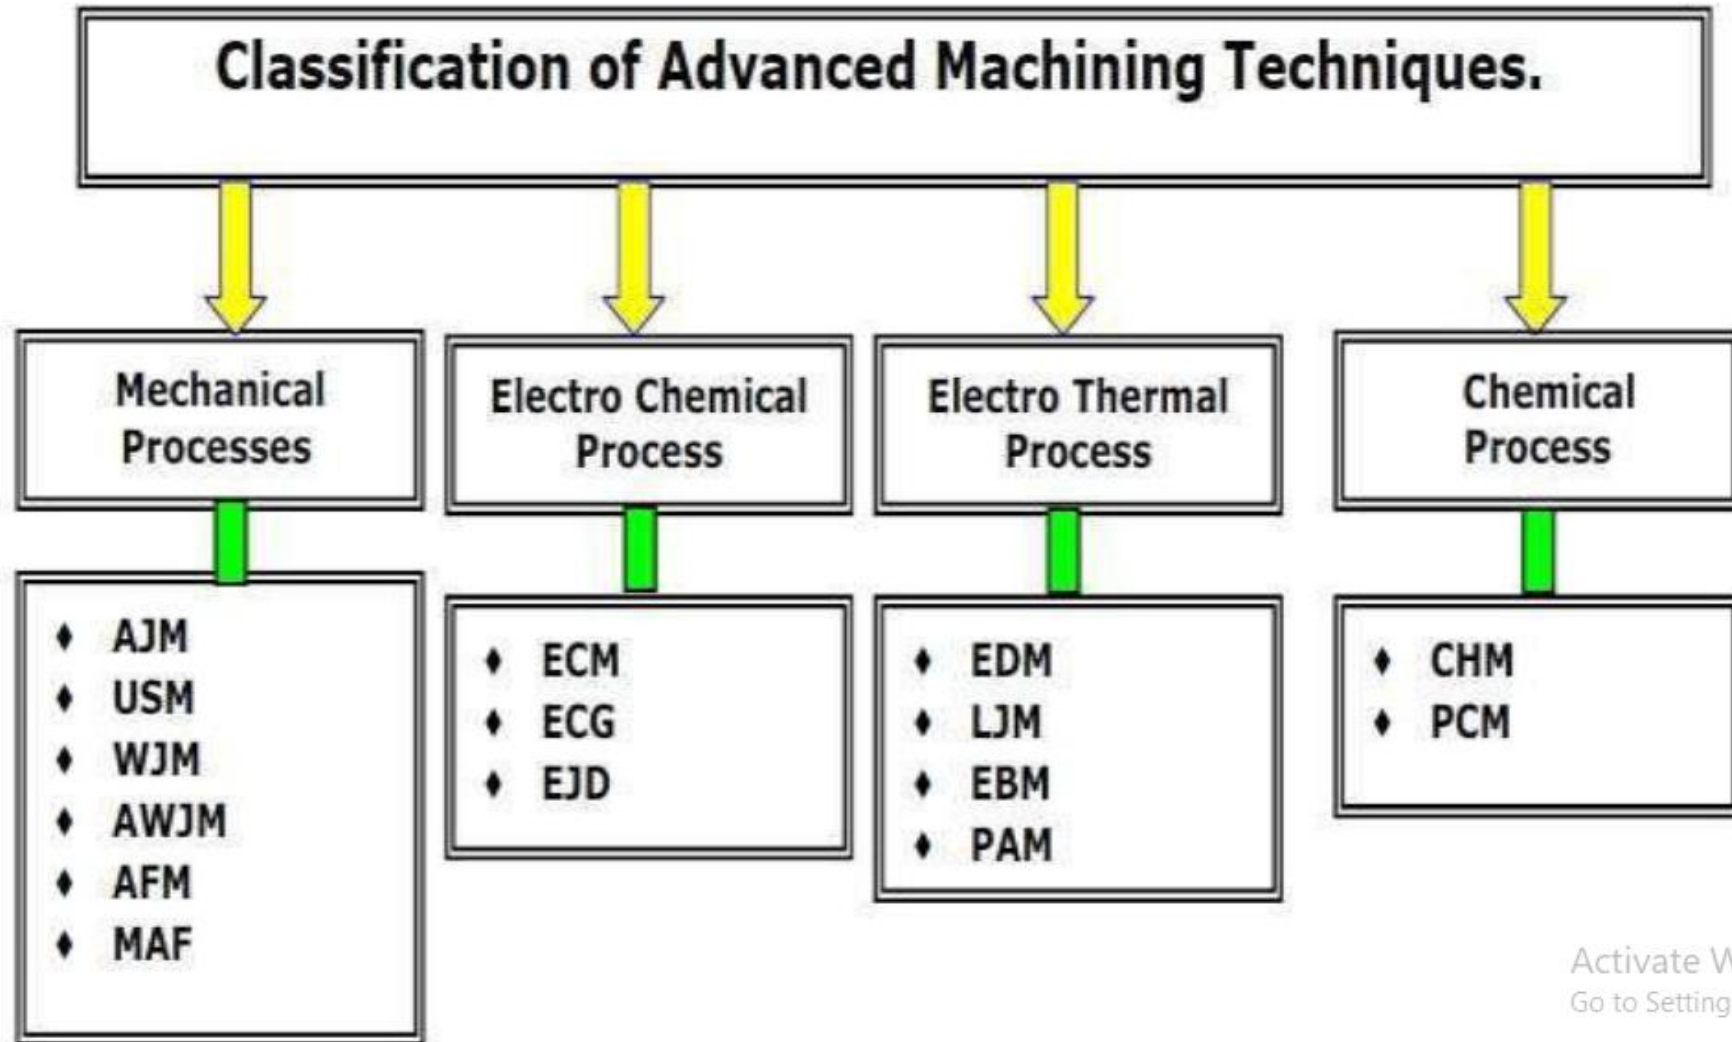 Classification of Advanced Machining Techniques.
Mechanical
Processes
Electro Chemical
Process
Electro Thermal
Process
Chemical
Process
AJM
USM
WJM
AWJM
AFM
MAF
ECM
ECG
EJD
EDM
LJM
EBM
PAM
CHM
PCM
Activate
Go to Setting